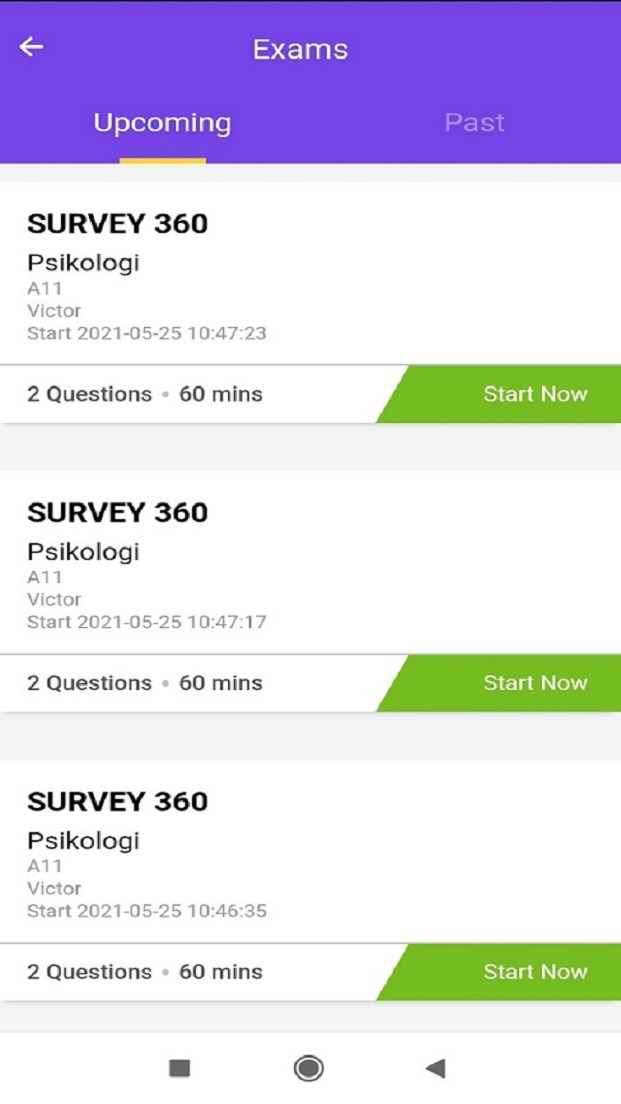 Exams
Upcoming Past
SURVEY 360
Psikologi
A11
Victor
Start 2021-05-25 10:47:23
2 Questions • 60 mins Start Now
SURVEY 360
Psikologi
A11
Victor
Start 2021-05-25 10:47:17
2 Questions • 60 mins Start Now
SURVEY 360
Psikologi
A11
Victor
Start 2021-05-25 10:46:35
2 Questions • 60 mins Start Now